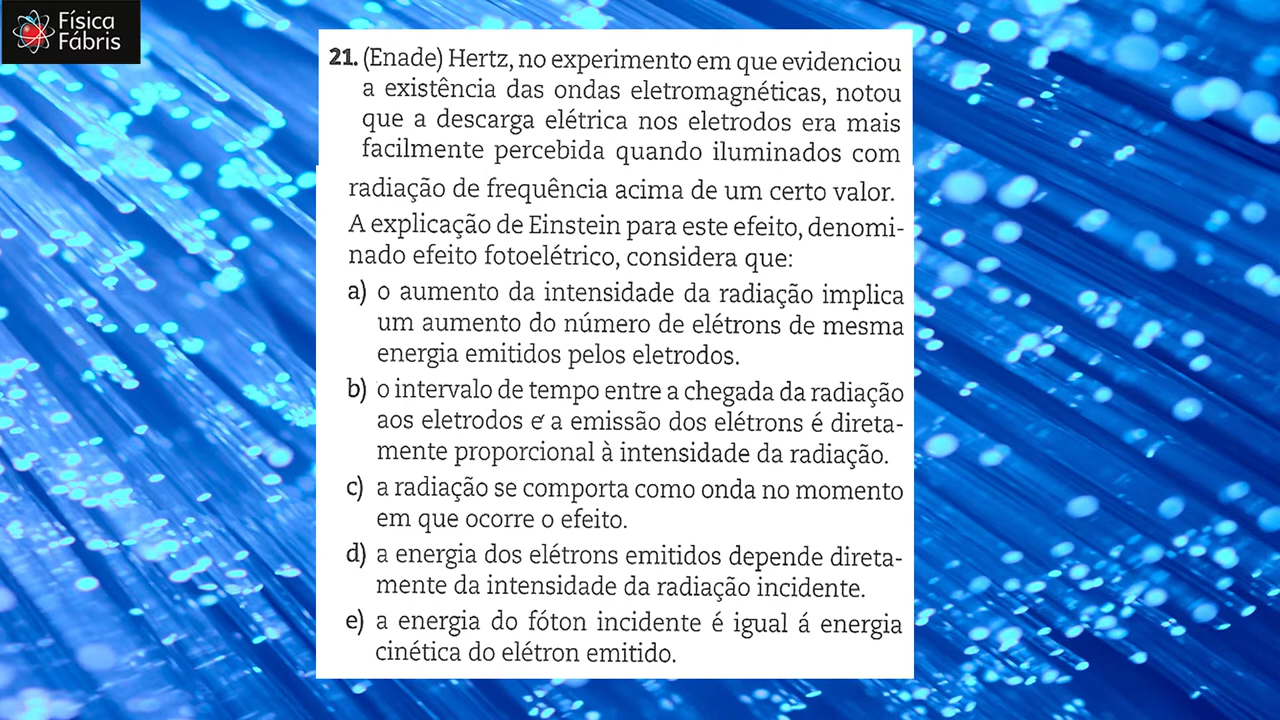 Física
Fábris
21. (Enade) Hertz, no experimento em que evidenciou
a existência das ondas eletromagnéticas, notou
que a descarga elétrica nos eletrodos era mais
facilmente percebida quando iluminados com
radiação de frequência acima de um certo valor.
A explicação de Einstein para este efeito, denomi-
nado efeito fotoelétrico, considera que:
a) o aumento da intensidade da radiação implica
um aumento do número de elétrons de mesma
energia emitidos pelos eletrodos.
b) o intervalo de tempo entre a chegada da radiação
aos eletrodos e a emissão dos elétrons é direta-
mente proporcional à intensidade da radiação.
c) a radiação se comporta como onda no momento
em que ocorre o efeito.
d) a energia dos elétrons emitidos depende direta-
mente da intensidade da radiação incidente.
e) a energia do fóton incidente é igual á energia
cinética do elétron emitido.